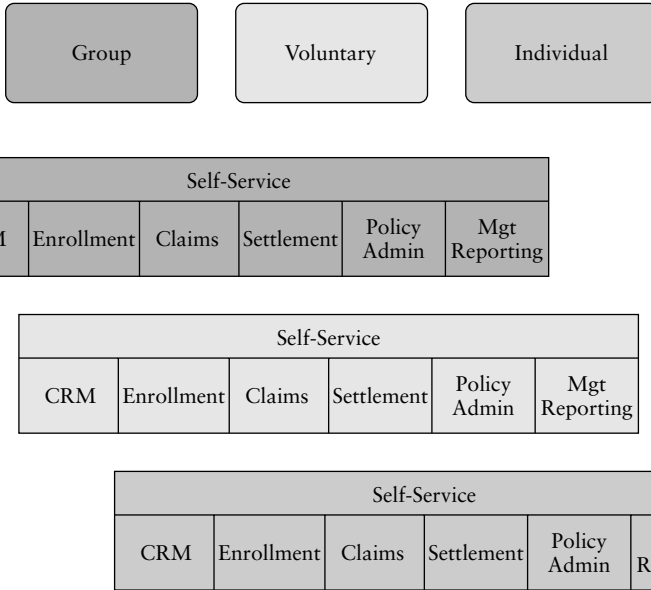 Group
Voluntary
Individual
Self-Service
Enrollment
Claims
Settlement
Policy
Admin
Mgt
Reporting
Self-Service
CRM
Enrollment
Claims
Settlement
Policy
Admin
Mgt
Reporting
Self-Service
CRM
Enrollment
Claims
Settlement
Policy
Admin